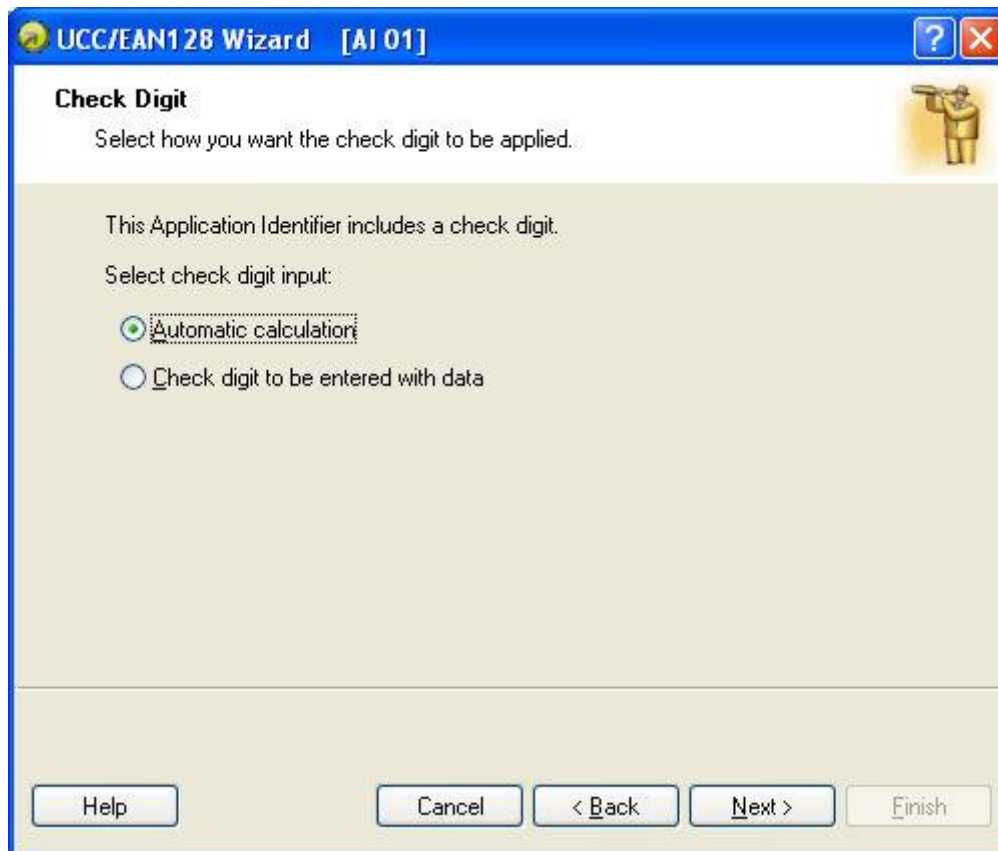 UCC/EAN128 Wizard [AI 01]
?
Check Digit
Select how you want the check digit to be applied.
This Application Identifier includes a check digit.
Select check digit input:
Automatic calculation
Check digit to be entered with data
Help
Cancel
< Back
Next >
Finish